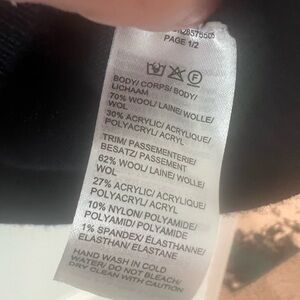 PAGE 1/2
BODY/ CORPS/ BODY/
LICHAAM
70% WOOL/ LAINE/ WOLLE/
WOL
30% ACRYLIC/ ACRYLIQUE/
POLYACRYL/ ACRYL
TRIM/ PASSEMENTERIE/
BESATZ/ PASSEMENT
62% WOOL/ LAINE/ WOLLE/
WOL
27% ACRYLIC/ ACRYLIQUE/
POLYACRYL/ ACRYL
10% NYLON/ POLYAMIDE/
POLYAMID/ POLYAMIDE
1% SPANDEX/ ÉLASTHANNE/
ELASTHAN/ ELASTANE
HAND WASH IN COLD
WATER/ DO NOT BLEACH/
DRY CLEAN WITH CAUTION